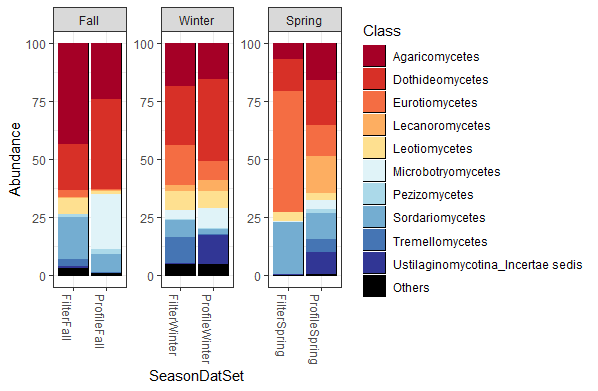 Fall
Winter
Spring
Class
Abundance
100
75
50
25
0
100
75
50
25
0
100
75
50
25
0
FilterFall
ProfileFall
FilterWinter
ProfileWinter
FilterSpring
ProfileSpring
SeasonDatSet
Agaricomycetes
Dothideomycetes
Eurotiomycetes
Lecanoromycetes
Leotiomycetes
Microbotryomycetes
Pezizomycetes
Sordariomycetes
Tremellomycetes
Ustilaginomycotina_Incertae sedis
Others